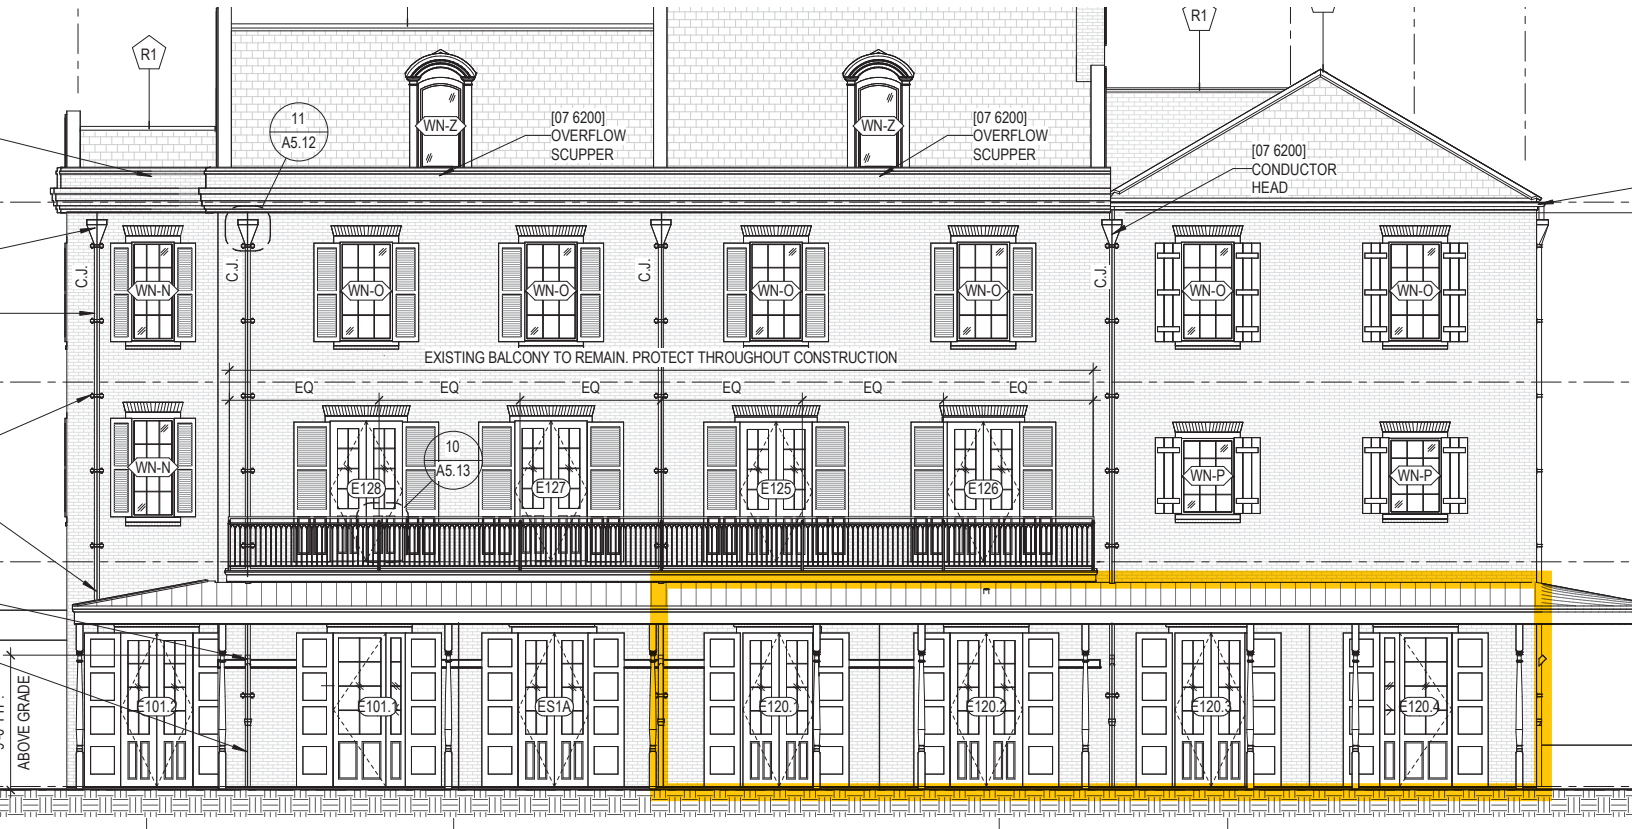 R1
R1
11
A5.12
WN-Z
WN-Z
[07 6200]
OVERFLOW
SCUPPER
[07 6200]
OVERFLOW
SCUPPER
[07 6200]
CONDUCTOR
HEAD
C.J.
C.J.
C.J.
C.J.
WN-N
WN-O
WN-O
WN-O
WN-O
WN-O
WN-O
EXISTING BALCONY TO REMAIN. PROTECT THROUGHOUT CONSTRUCTION
EQ
EQ
EQ
EQ
EQ
EQ
10
A5.13
WN-N
E128
E127
E125
E126
WN-P
WN-P
E101.2
E101.1
ES1A
E120.1
E120.2
E120.3
E120.4
ABOVE GRADE